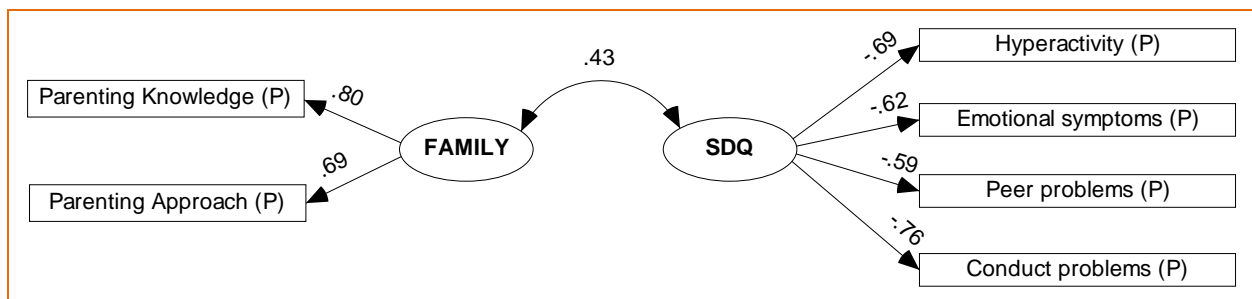 .43
-.69
Hyperactivity (P)
Parenting Knowledge (P)
.80
-.62
Emotional symptoms (P)
FAMILY
SDQ
.69
-.59
Peer problems (P)
Parenting Approach (P)
-.76
Conduct problems (P)